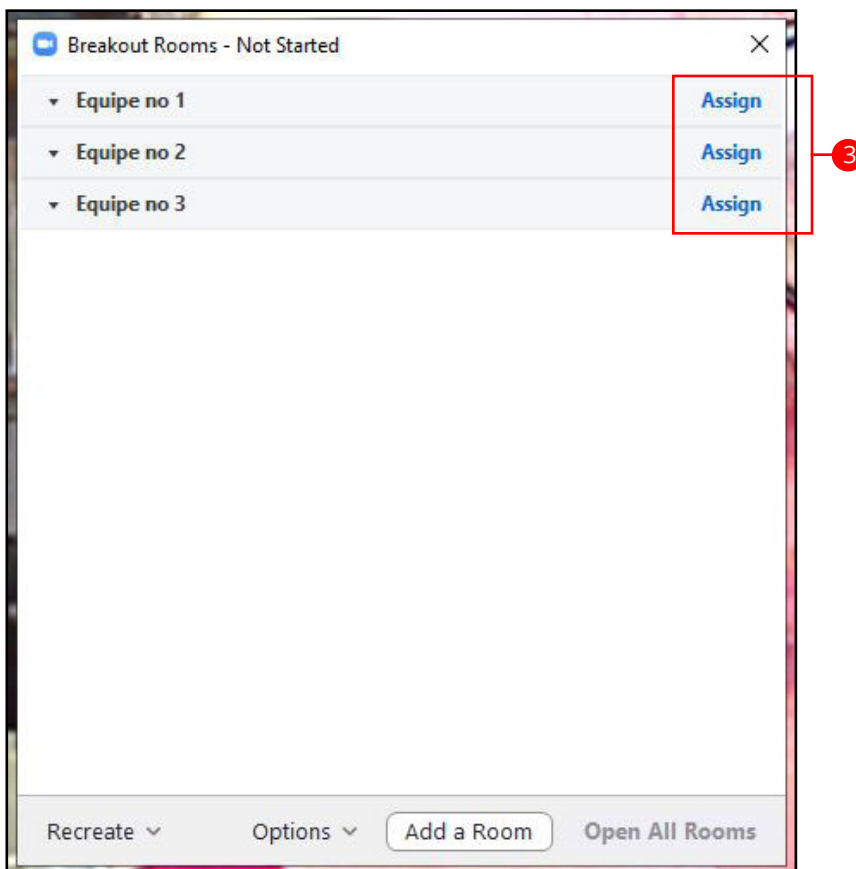 Breakout Rooms - Not Started
Equipe no 1 Assign
Equipe no 2 Assign
Equipe no 3 Assign
3
Recreate Options Add a Room Open All Rooms